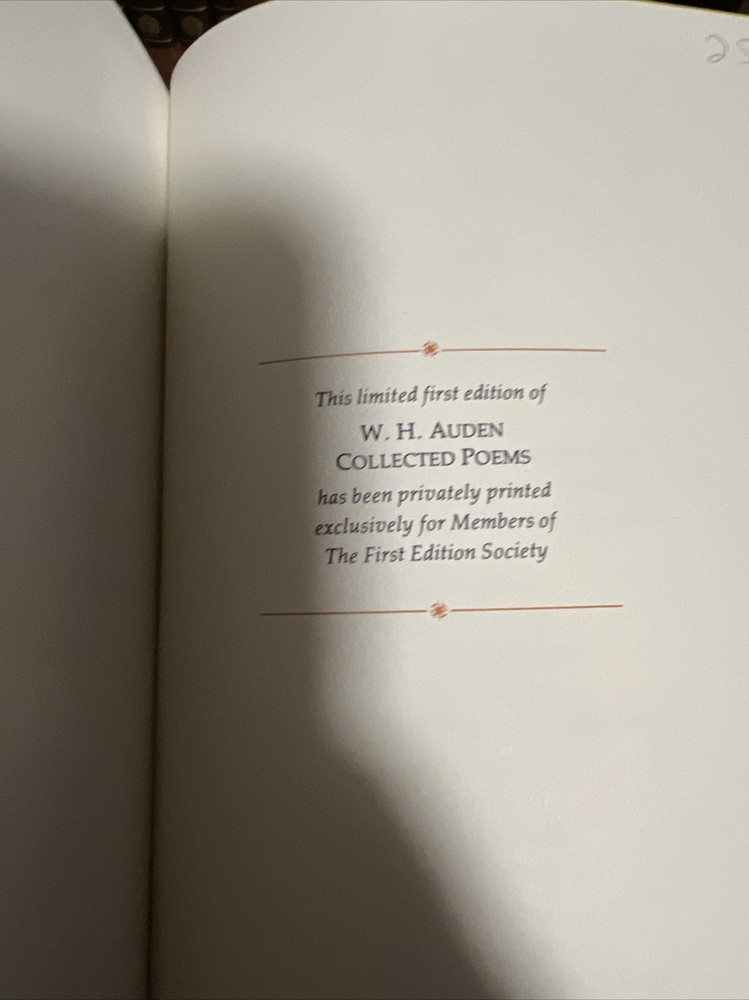 This limited first edition of
W. H. AUDEN
COLLECTED POEMS
has been privately printed
exclusively for Members of
The First Edition Society